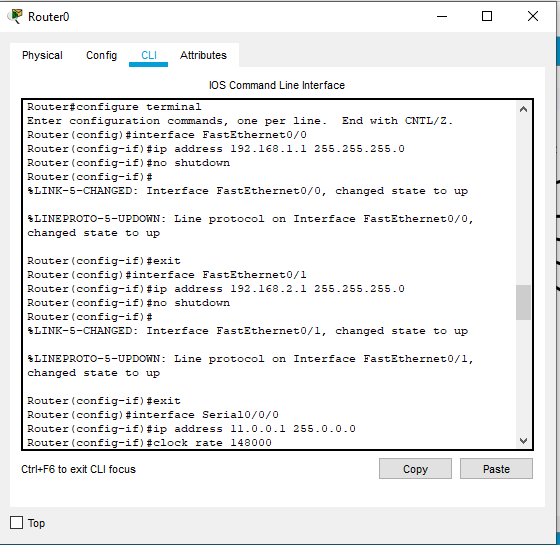 Router0
Physical Config CLI Attributes
IOS Command Line Interface
Router#configure terminal
Enter configuration commands, one per line.  End with CNTL/Z.
Router(config)#interface FastEthernet0/0
Router(config-if)#ip address 192.168.1.1 255.255.255.0
Router(config-if)#no shutdown
Router(config-if)#
%LINK-5-CHANGED: Interface FastEthernet0/0, changed state to up
%LINEPROTO-5-UPDOWN: Line protocol on Interface FastEthernet0/0,
changed state to up
Router(config-if)#exit
Router(config)#interface FastEthernet0/1
Router(config-if)#ip address 192.168.2.1 255.255.255.0
Router(config-if)#no shutdown
Router(config-if)#
%LINK-5-CHANGED: Interface FastEthernet0/1, changed state to up
%LINEPROTO-5-UPDOWN: Line protocol on Interface FastEthernet0/1,
changed state to up
Router(config-if)#exit
Router(config)#interface Serial0/0/0
Router(config-if)#ip address 11.0.0.1 255.0.0.0
Router(config-if)#clock rate 148000
Ctrl+F6 to exit CLI focus Copy Paste
Top